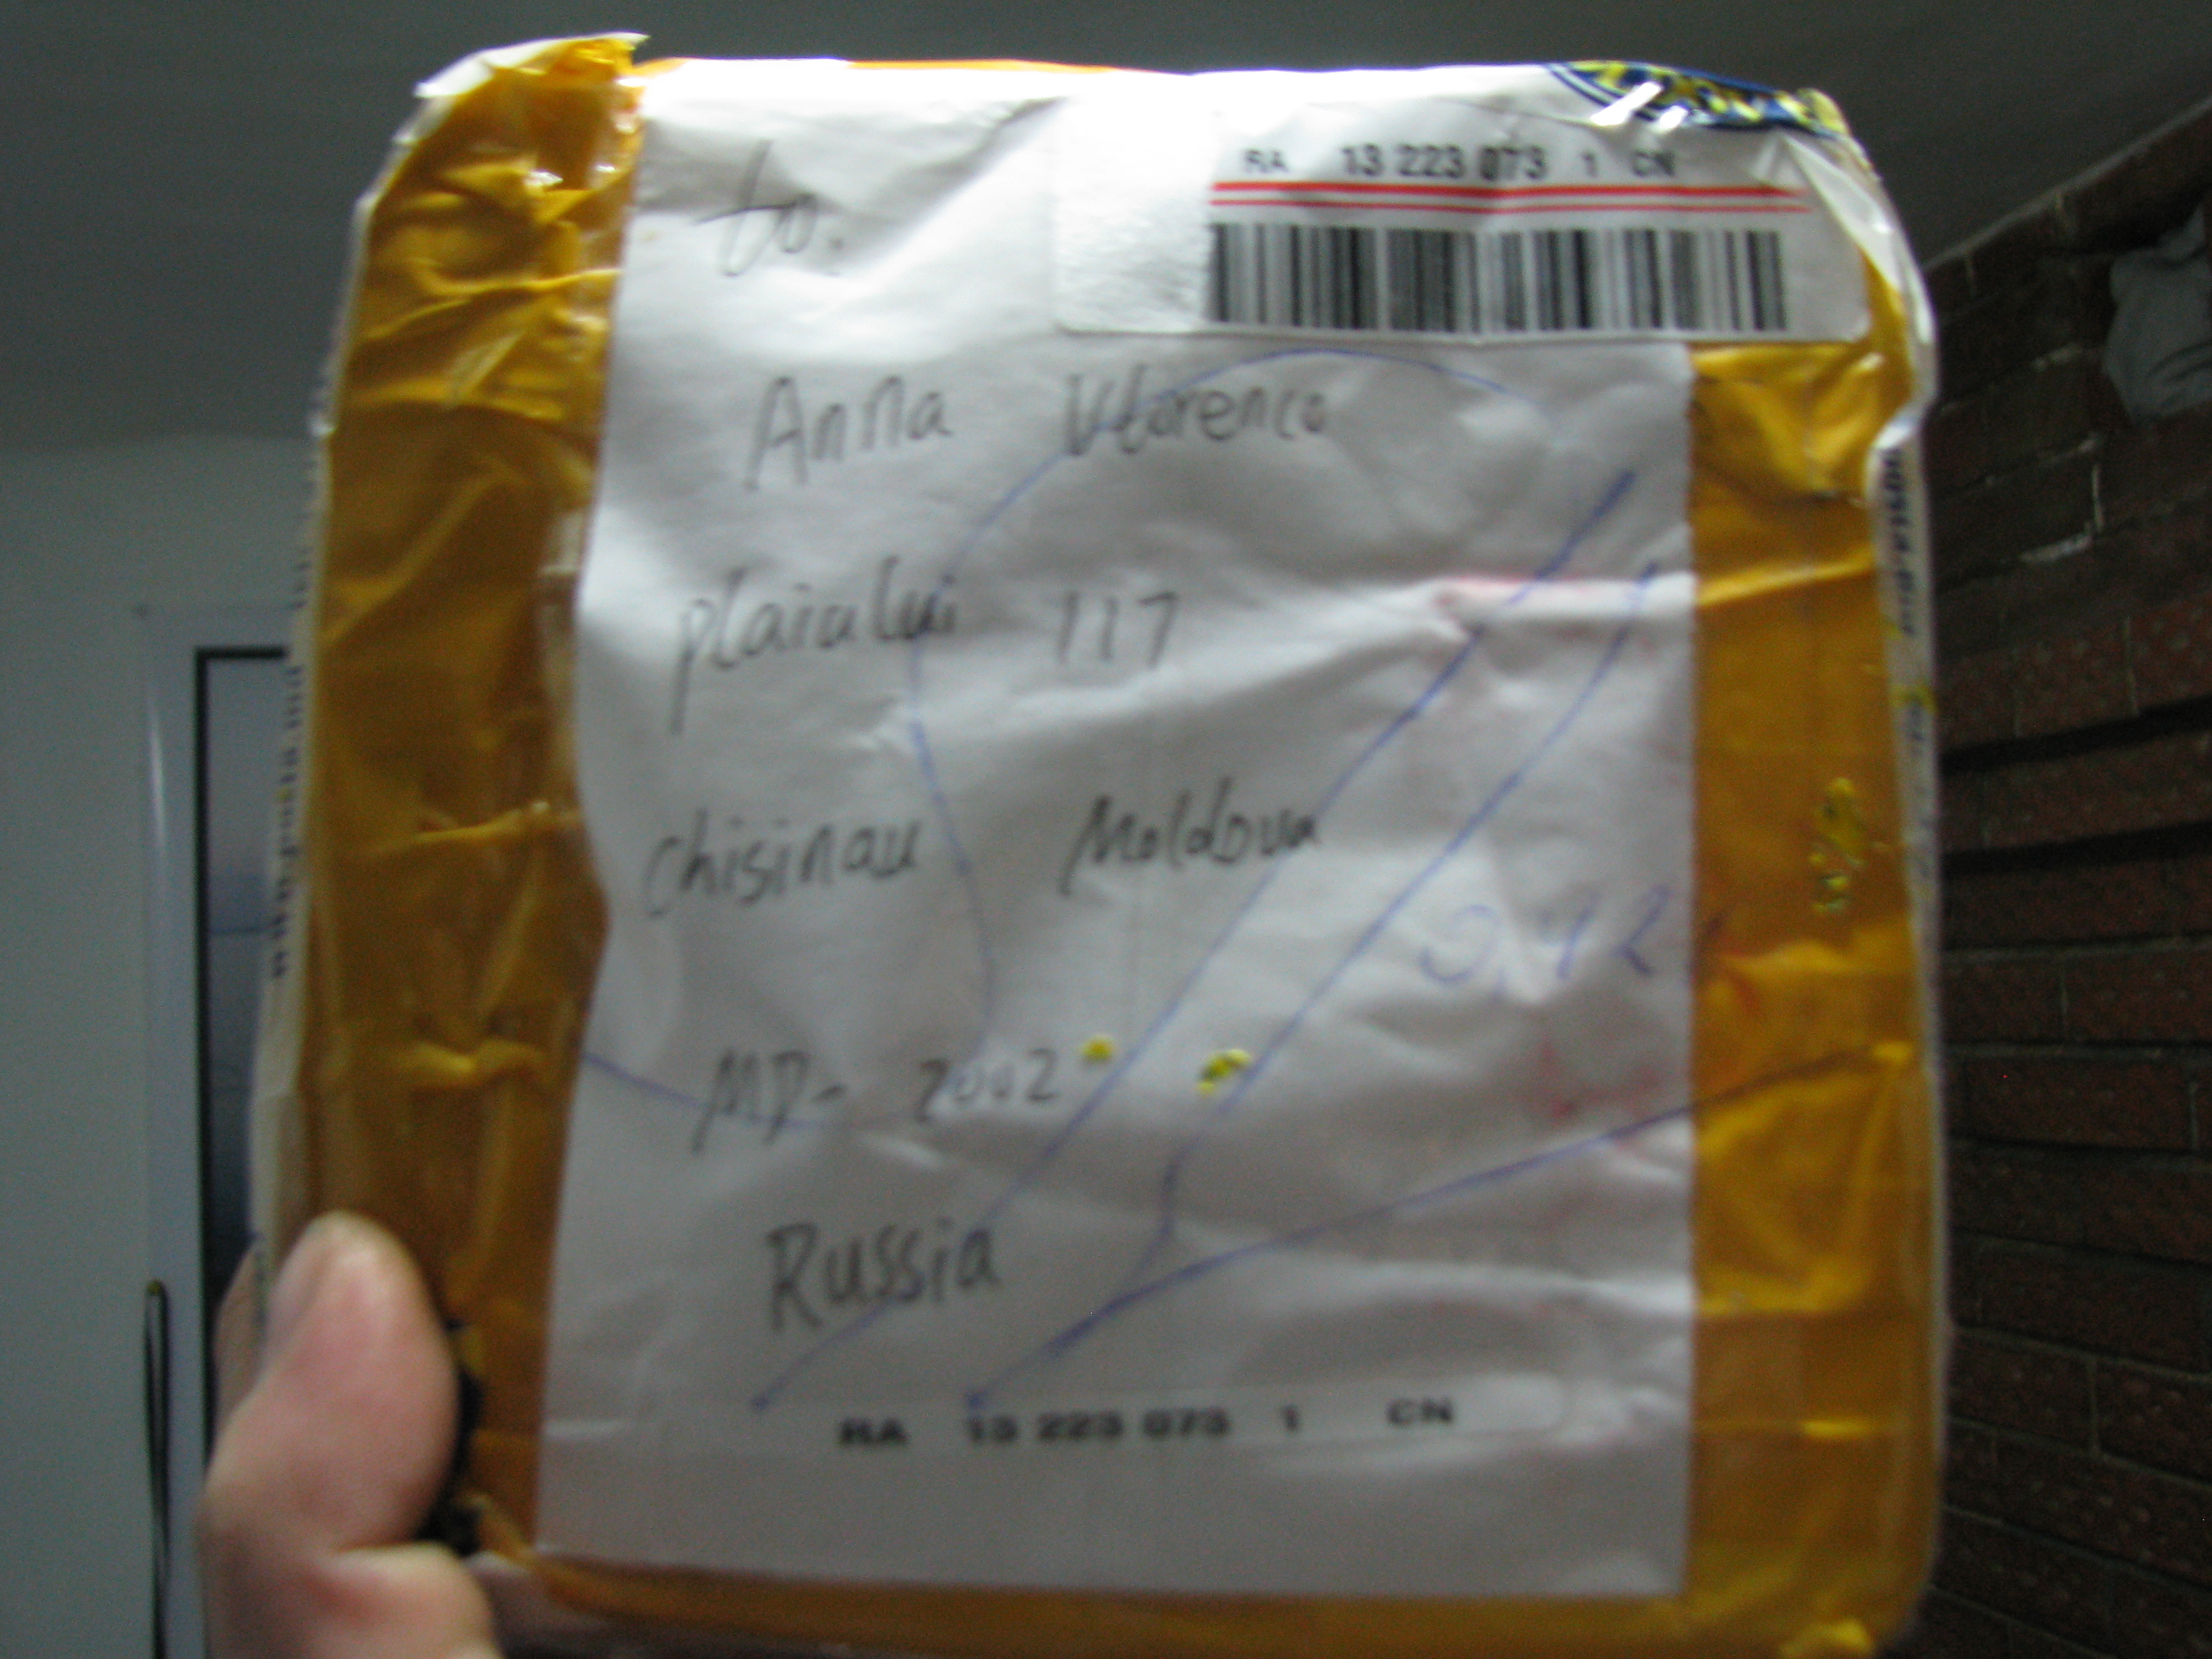 RA 13 223 073 1 CN
to:
Anna Vtorenco
plaiului 117
chisinau Moldova
MD- 2002
Russia
RA 13 223 073 1 CN